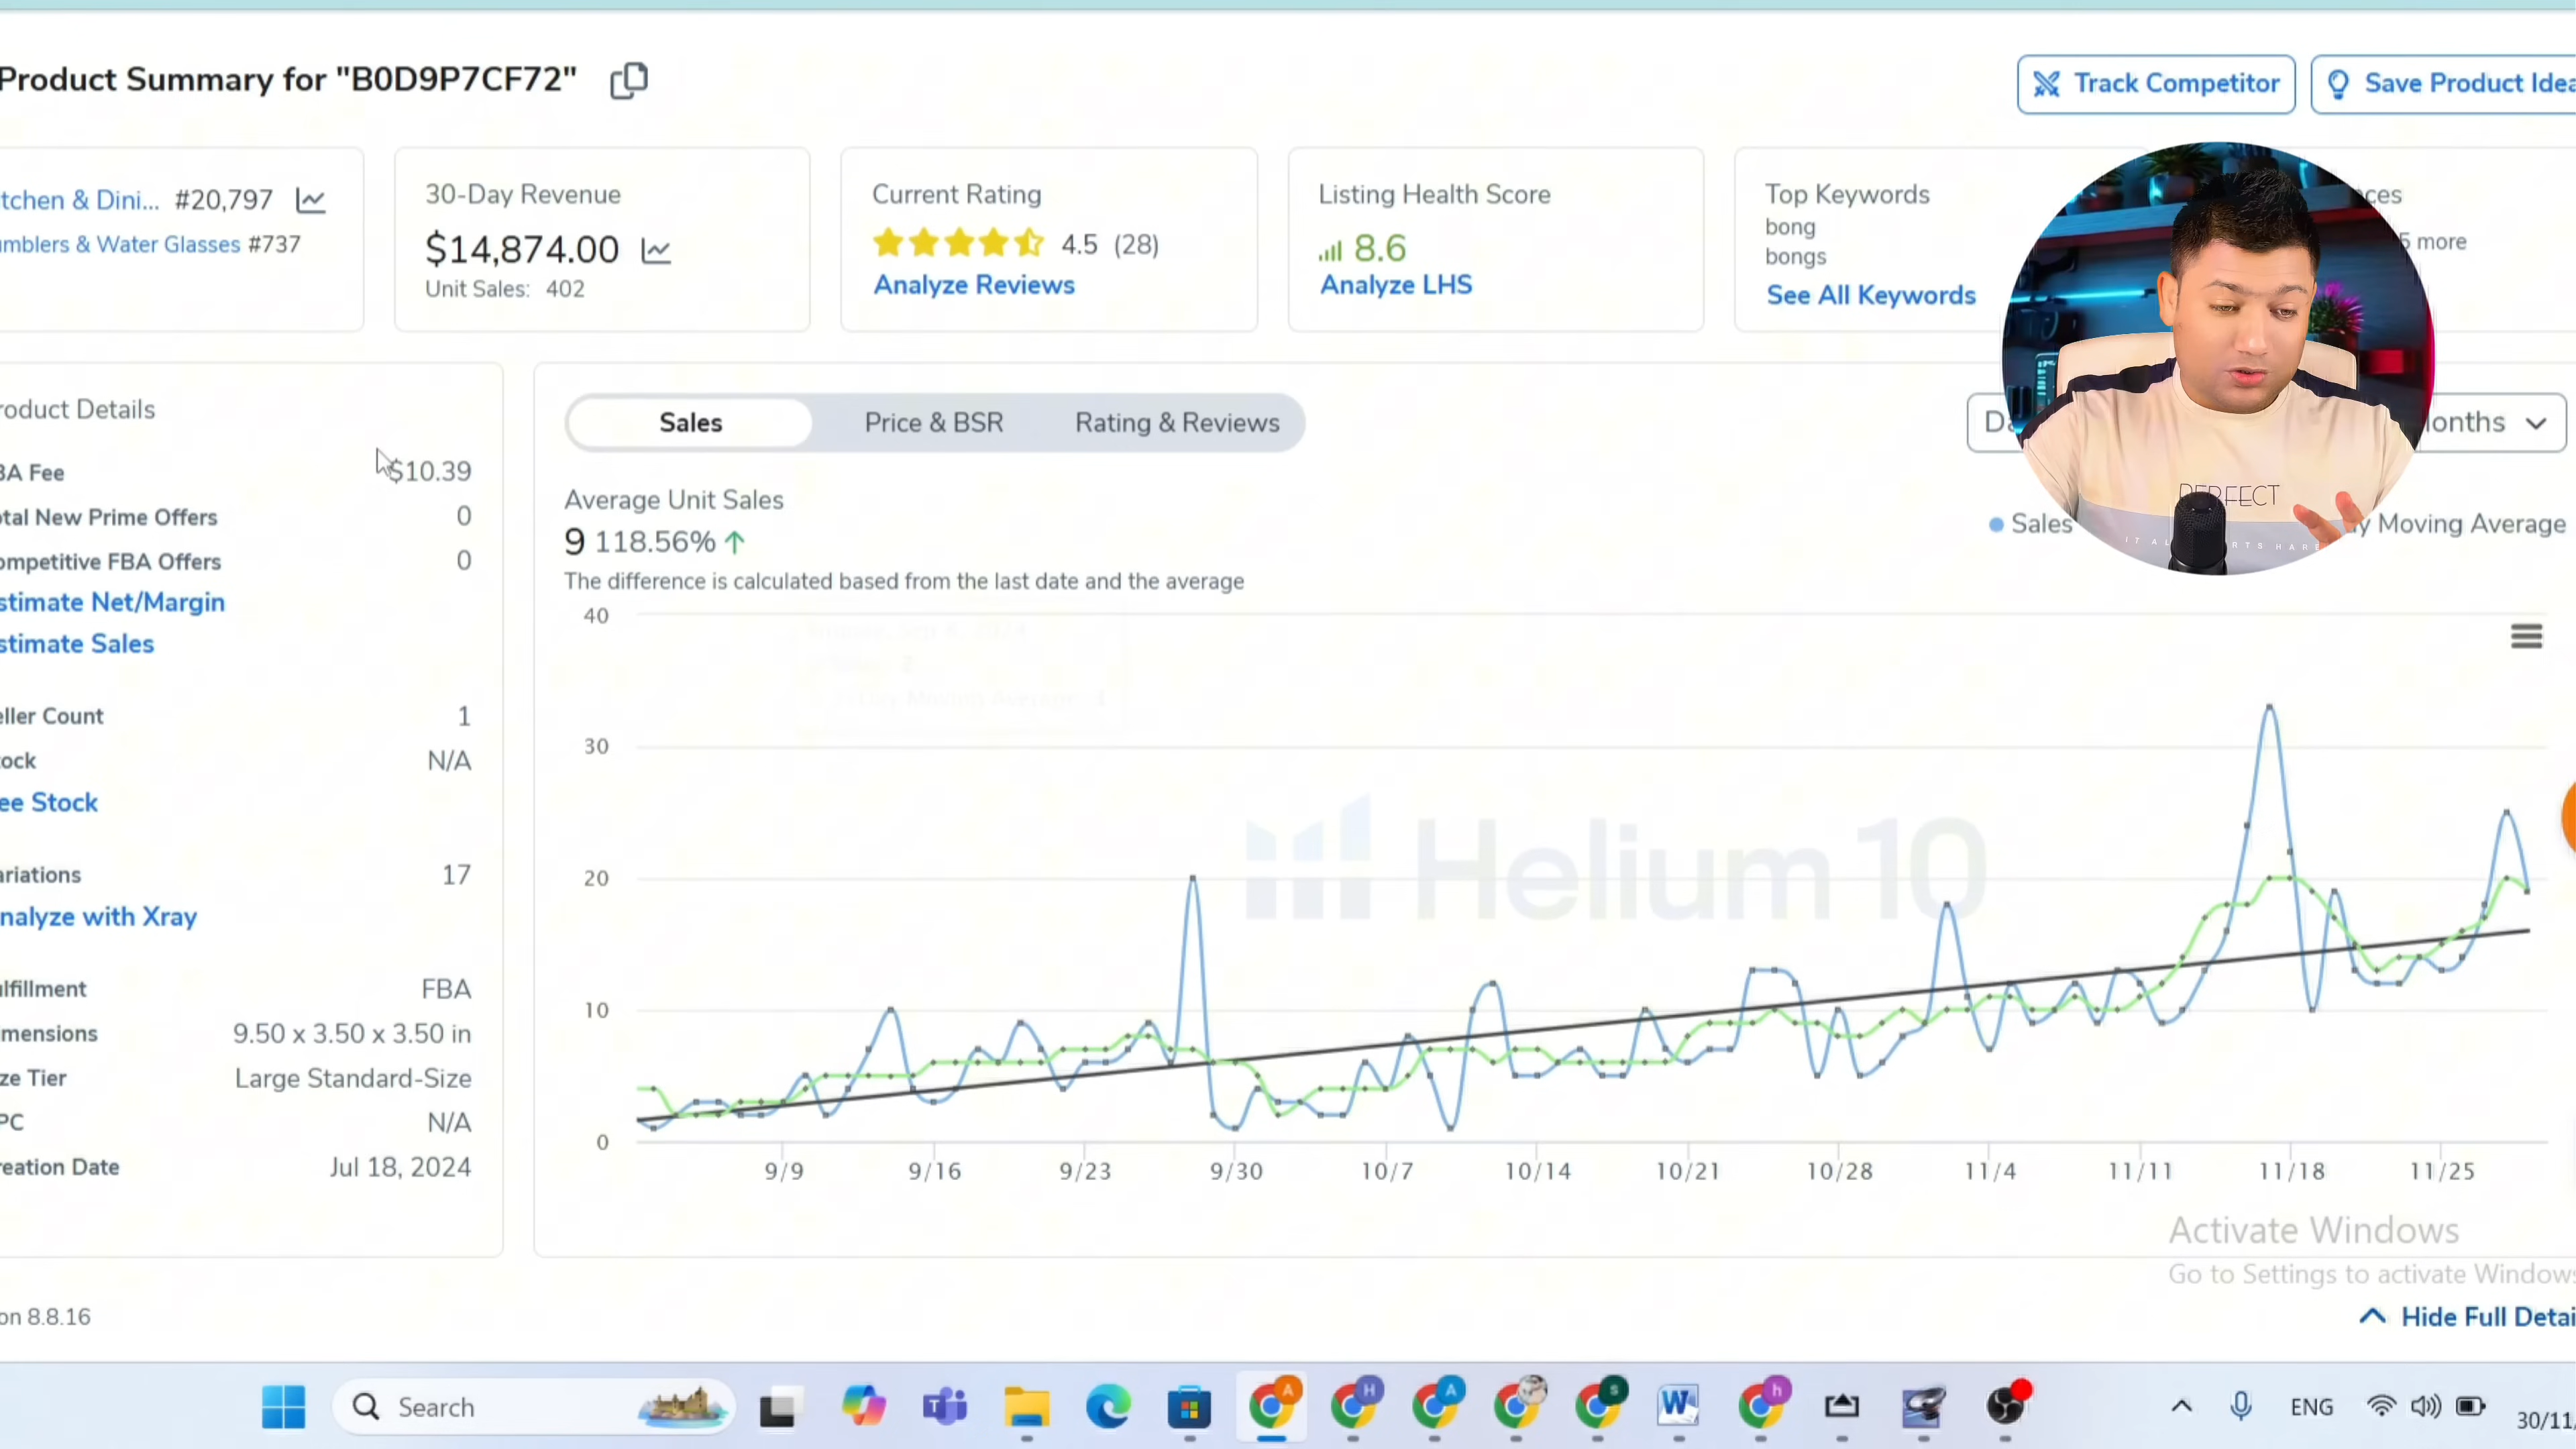 Product Summary for "B0D9P7CF72"
Track Competitor
Save Product Idea
tchen & Dini... #20,797
umblers & Water Glasses #737
30-Day Revenue
$14,874.00
Unit Sales: 402
Current Rating
4.5 (28)
Analyze Reviews
Listing Health Score
8.6
Analyze LHS
Top Keywords
bong
bongs
See All Keywords
ces
5 more
roduct Details
BA Fee $10.39
otal New Prime Offers 0
ompetitive FBA Offers 0
stimate Net/Margin
stimate Sales
eller Count 1
tock N/A
ee Stock
ariations 17
nalyze with Xray
ulfillment FBA
imensions 9.50 x 3.50 x 3.50 in
ize Tier Large Standard-Size
PC N/A
reation Date Jul 18, 2024
Sales
Price & BSR
Rating & Reviews
onths
Average Unit Sales
9 118.56%
The difference is calculated based from the last date and the average
Sales
y Moving Average
PERFECT
40
30
20
10
0
Helium 10
9/9 9/16 9/23 9/30 10/7 10/14 10/21 10/28 11/4 11/11 11/18 11/25
Activate Windows
Go to Settings to activate Windows
on 8.8.16
Hide Full Detai
Search
ENG
30/11/